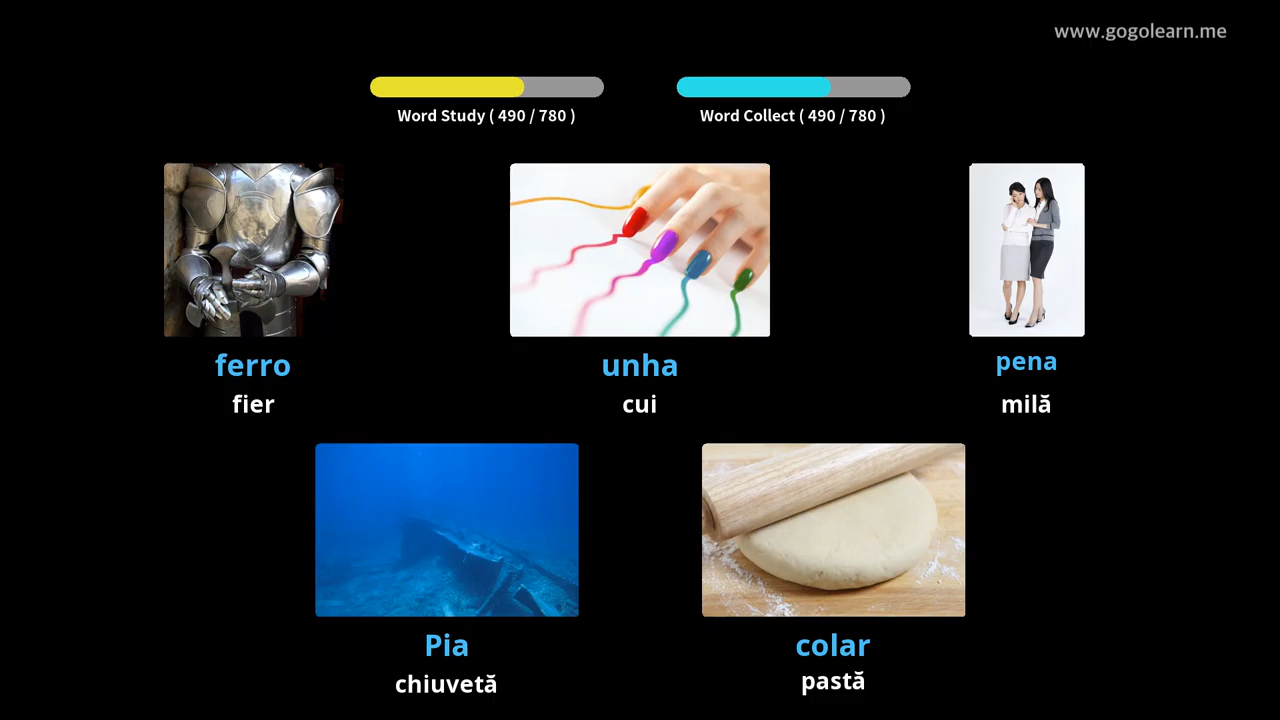 www.gogolearn.me
Word Study ( 490 / 780 )
Word Collect ( 490 / 780 )
ferro
fier
unha
cui
pena
milă
Pia
chiuvetă
colar
pastă